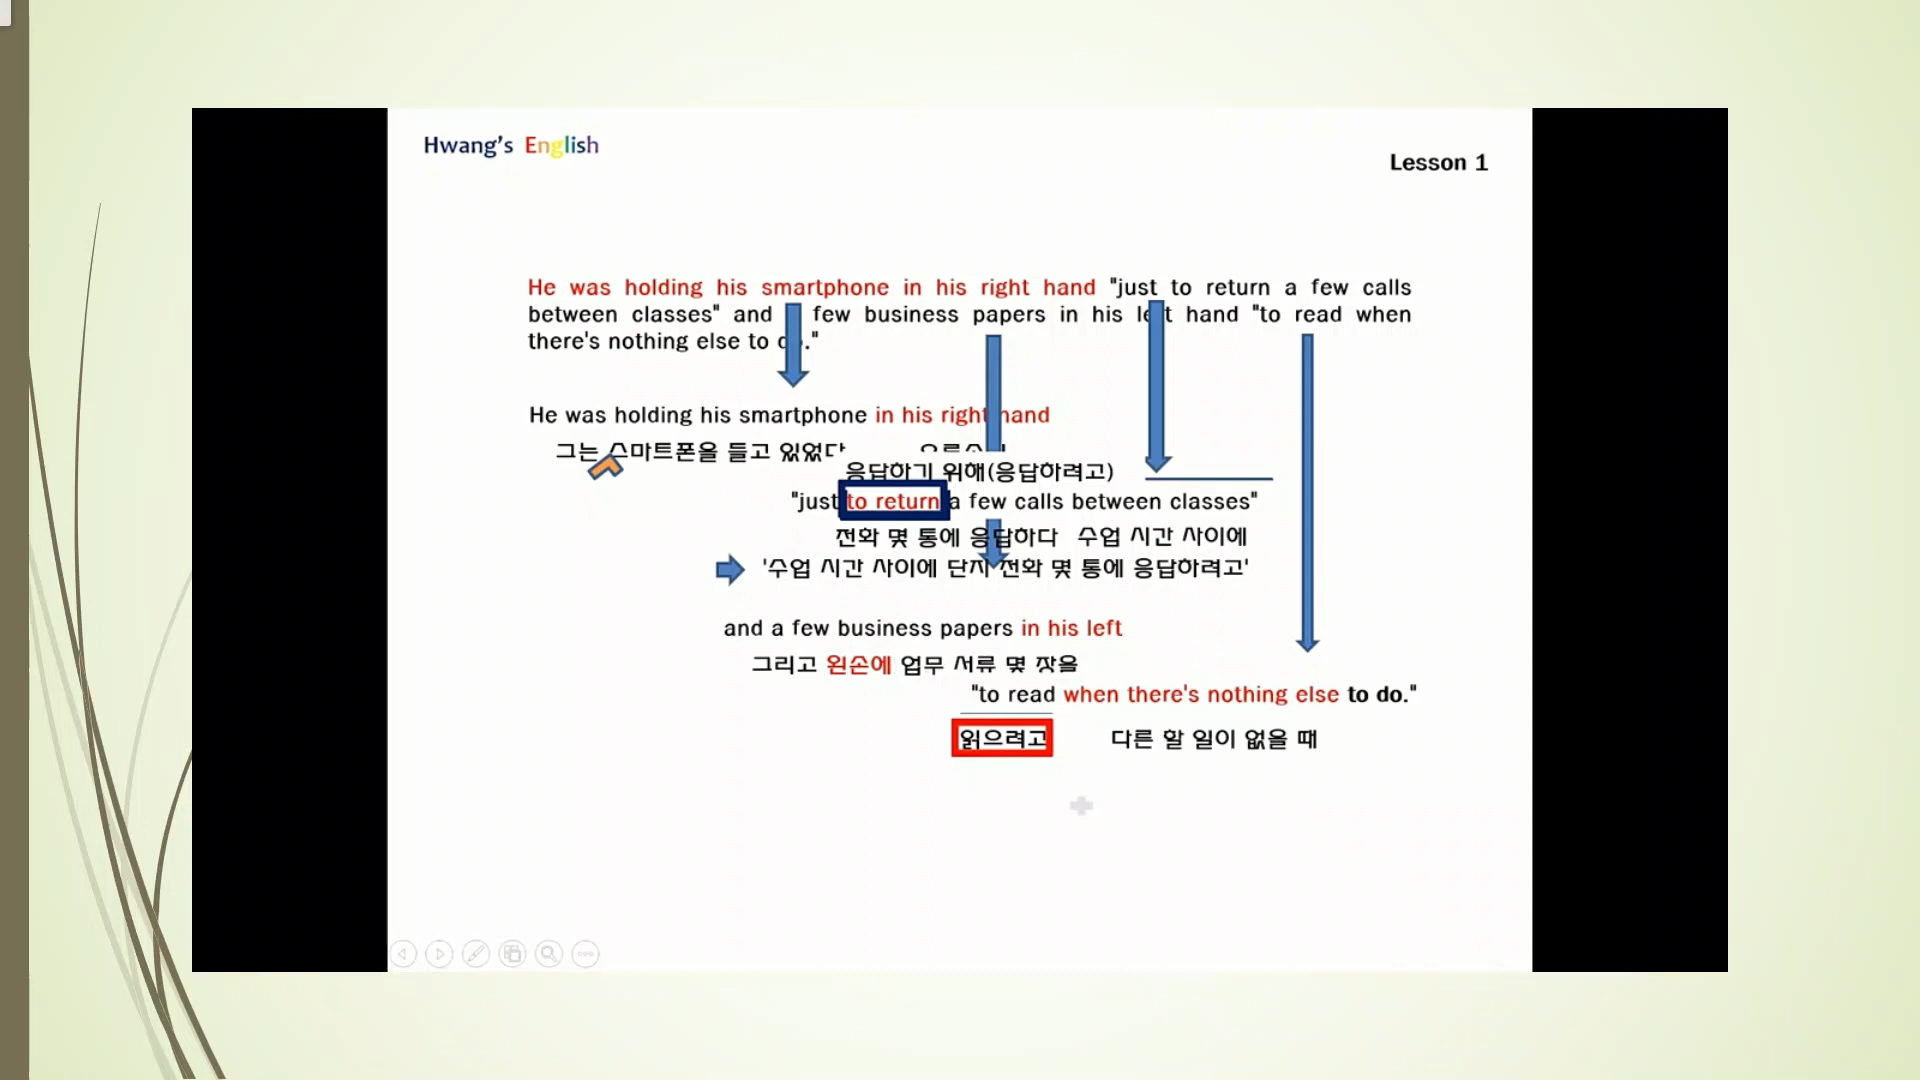 Hwang's English
Lesson 1
He was holding his smartphone in his right hand "just to return a few calls
between classes" and few business papers in his left hand "to read when
there's nothing else to do."
He was holding his smartphone in his right hand
그는 스마트폰을 들고 있었다
응답하기 위해(응답하려고)
"just to return a few calls between classes"
전화 몇 통에 응답하다 수업 시간 사이에
'수업 시간 사이에 단지 전화 몇 통에 응답하려고'
and a few business papers in his left
그리고 왼손에 업무 서류 몇 장을
"to read when there's nothing else to do."
읽으려고 다른 할 일이 없을 때